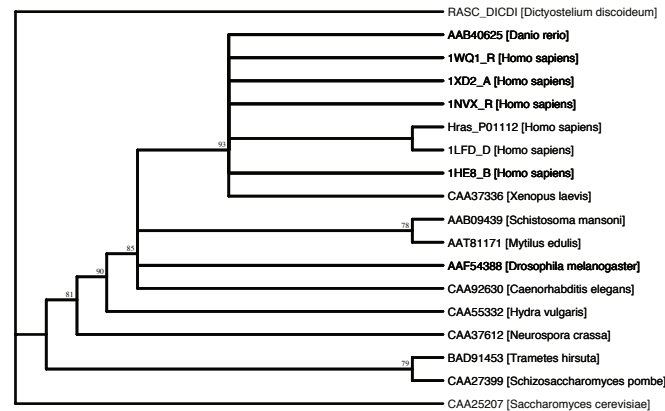 RASC_DICDI [Dictyostelium discoideum]
AAB40625 [Danio rerio]
1WQ1_R [Homo sapiens]
1XD2_A [Homo sapiens]
1NVX_R [Homo sapiens]
Hras_P01112 [Homo sapiens]
93
1LFD_D [Homo sapiens]
1HE8_B [Homo sapiens]
CAA37336 [Xenopus laevis]
AAB09439 [Schistosoma mansoni]
78
AAT81171 [Mytilus edulis]
85
AAF54388 [Drosophila melanogaster]
90
CAA92630 [Caenorhabditis elegans]
81
CAA55332 [Hydra vulgaris]
CAA37612 [Neurospora crassa]
BAD91453 [Trametes hirsuta]
79
CAA27399 [Schizosaccharomyces pombe]
CAA25207 [Saccharomyces cerevisiae]